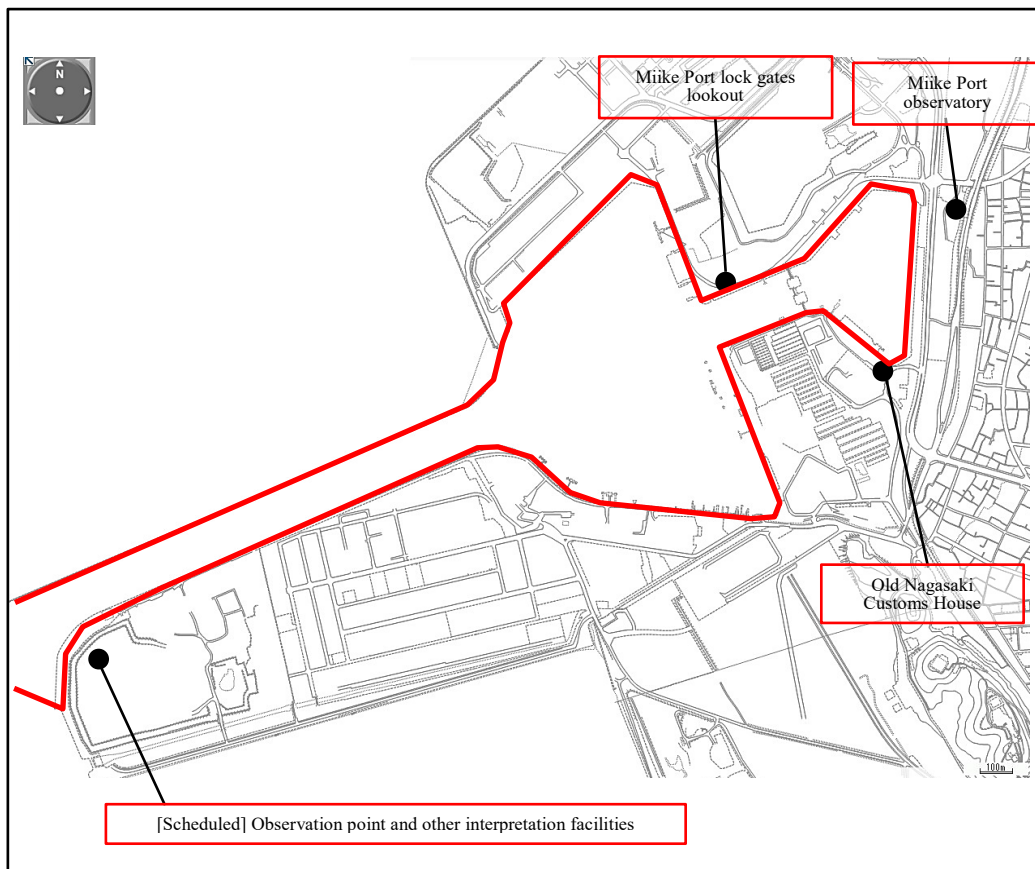 N
Miike Port lock gates
lookout
Miike Port
observatory
Old Nagasaki
Customs House
100m
[Scheduled] Observation point and other interpretation facilities